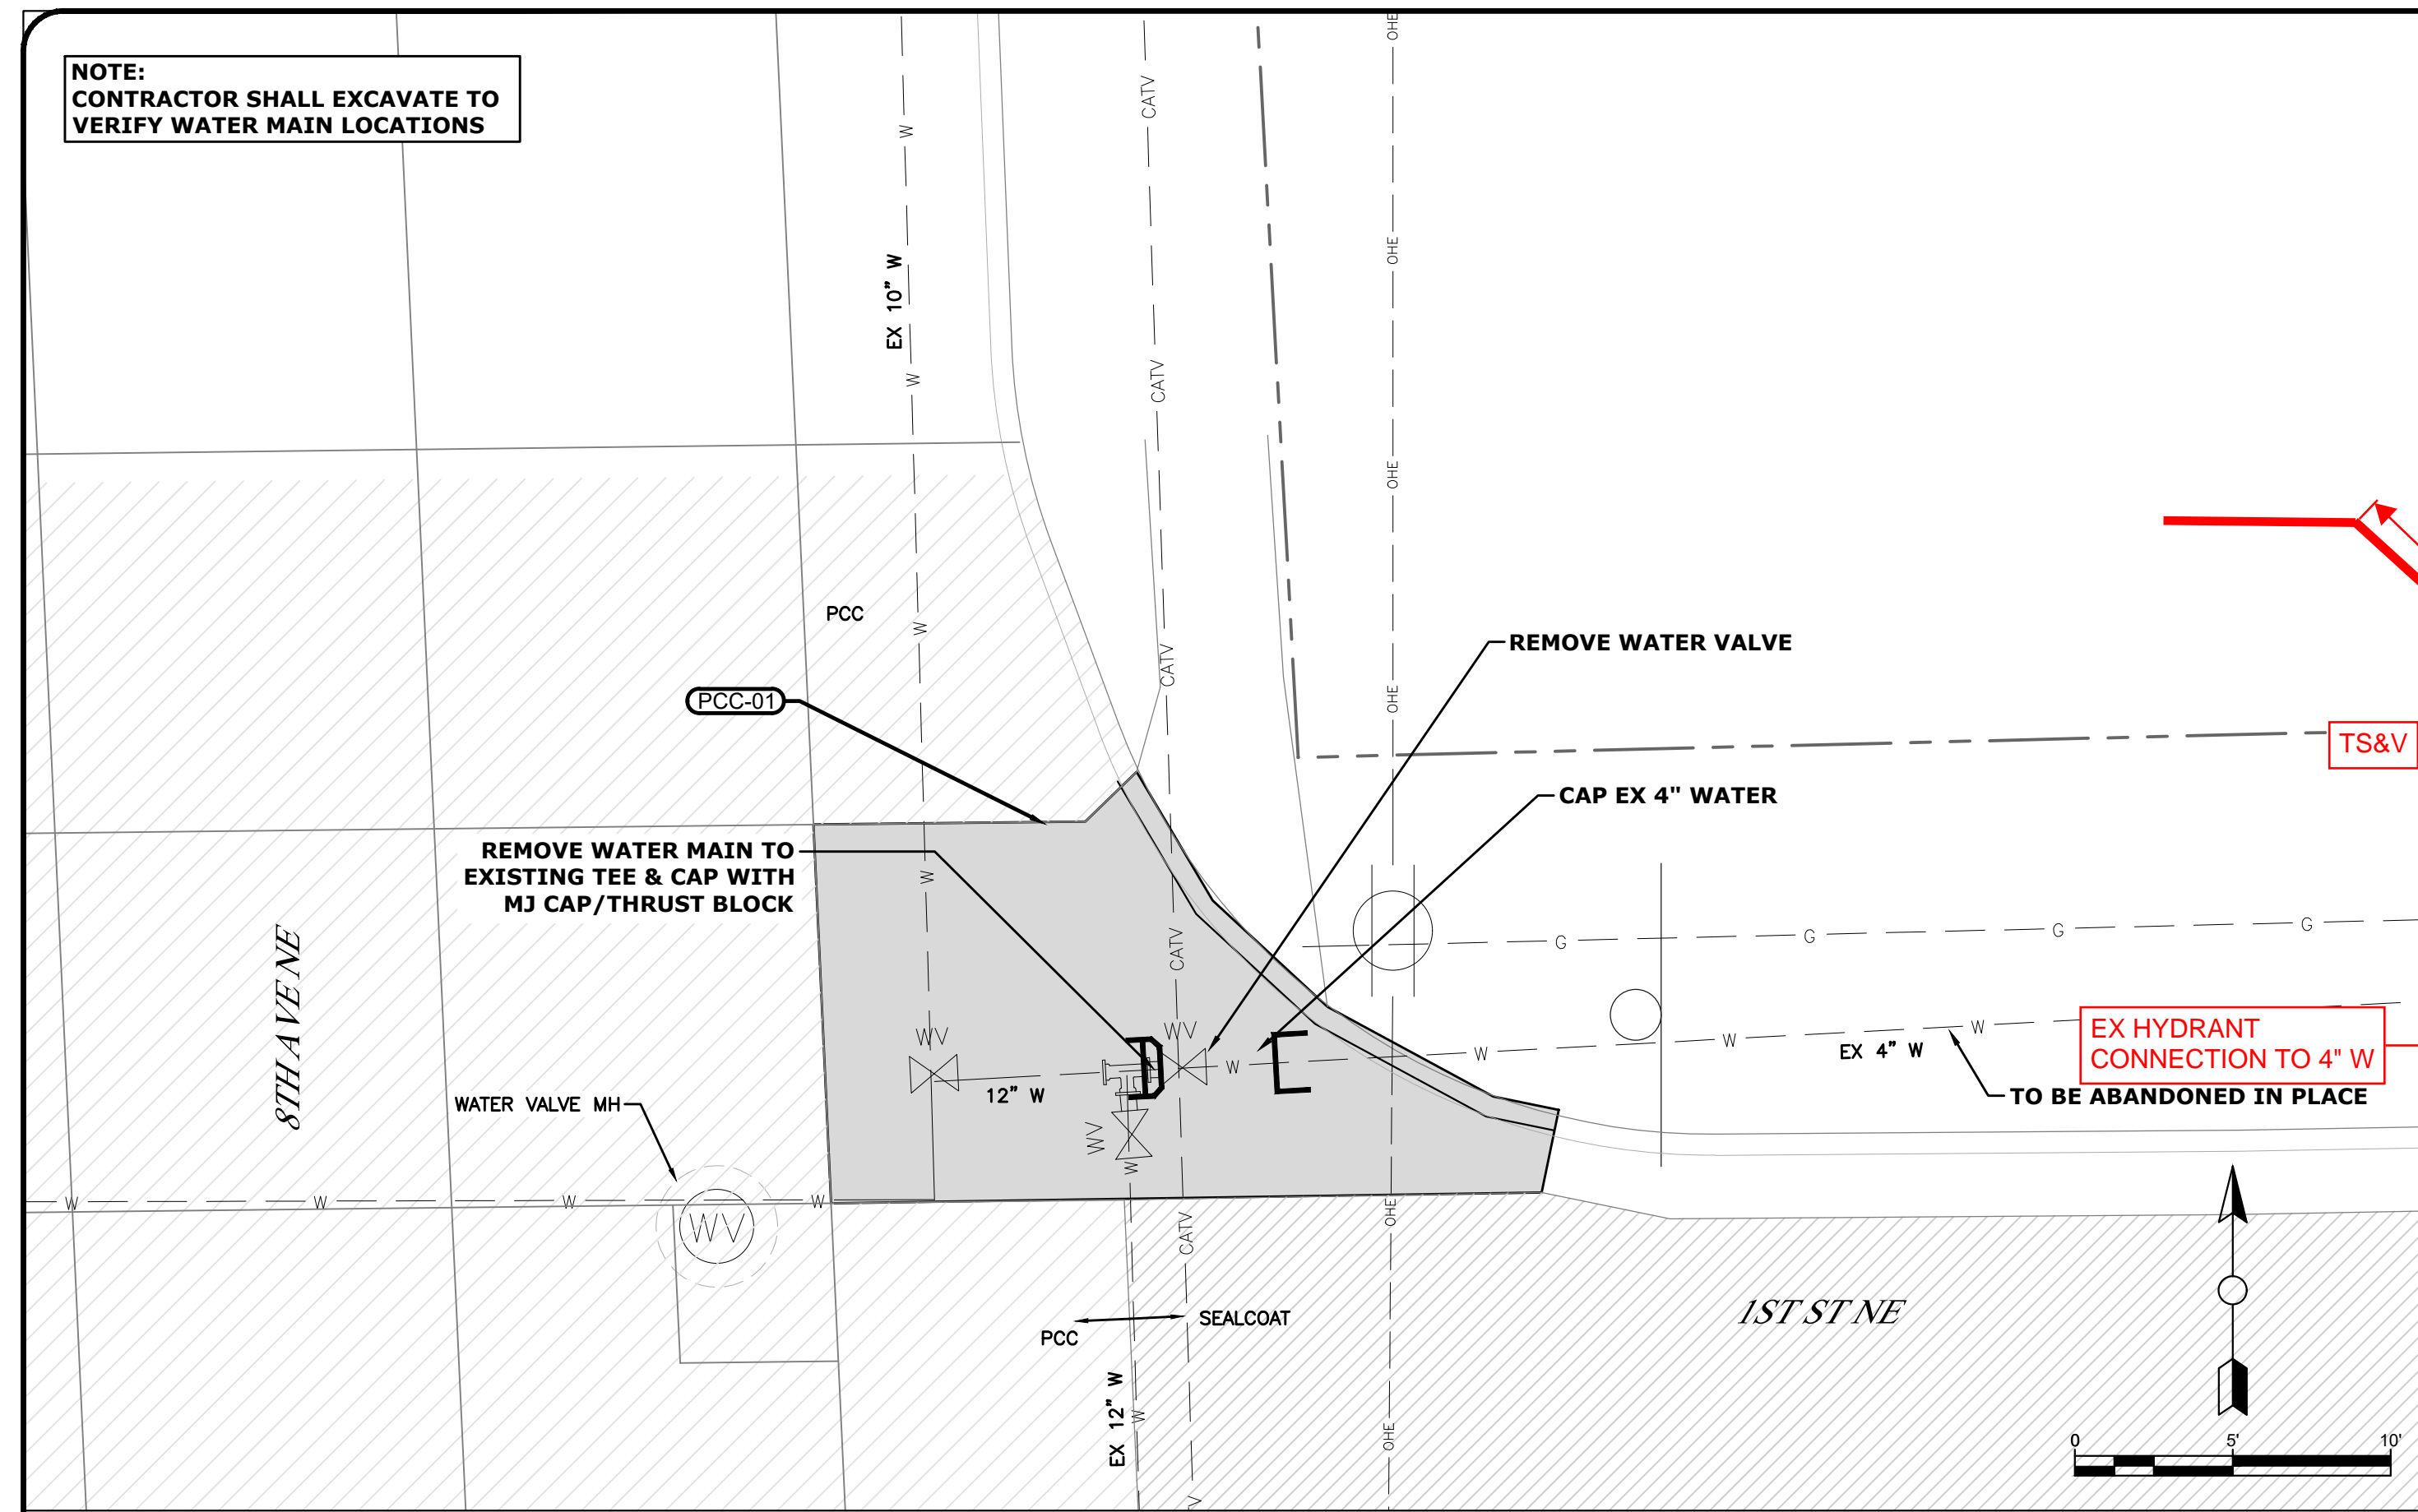 NOTE:
CONTRACTOR SHALL EXCAVATE TO
VERIFY WATER MAIN LOCATIONS
OHE
CATV
W
EX 10" W
OHE
CATV
W
OHE
CATV
W
PCC
REMOVE WATER VALVE
PCC-01
OHE
TS&V
CAP EX 4" WATER
REMOVE WATER MAIN TO
EXISTING TEE & CAP WITH
MJ CAP/THRUST BLOCK
W
CATV
G
G
G
G
8TH AVE NE
WV
WV
W
W
W
W
EX 4" W
EX HYDRANT
CONNECTION TO 4" W
12" W
WATER VALVE MH
WV
W
TO BE ABANDONED IN PLACE
W
W
W
W
WV
CATV
OHE
PCC
SEALCOAT
1ST ST NE
EX 12" W
W
OHE
V
0
5'
10'